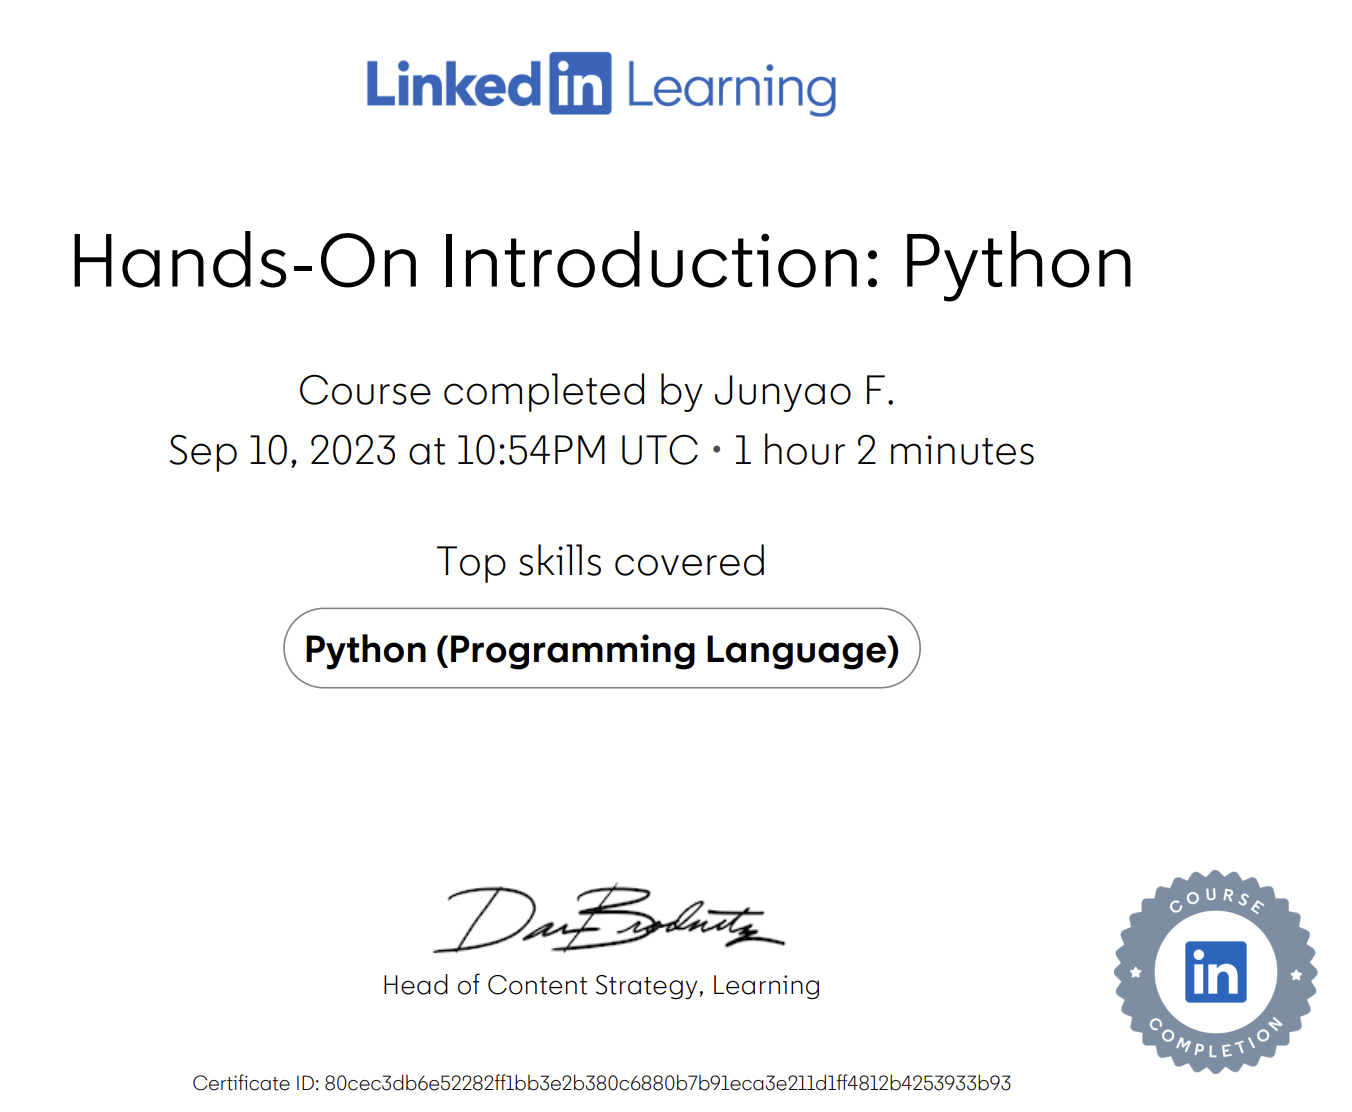 LinkedIn Learning
Hands-On Introduction: Python
Course completed by Junyao F.
Sep 10, 2023 at 10:54PM UTC • 1 hour 2 minutes
Top skills covered
Python (Programming Language)
Dan Brodnitz
Head of Content Strategy, Learning
COURSE
in
COMPLETION
Certificate ID: 80cec3db6e52282ff1bb3e2b380c6880b7b91eca3e211d1ff4812b4253933b93